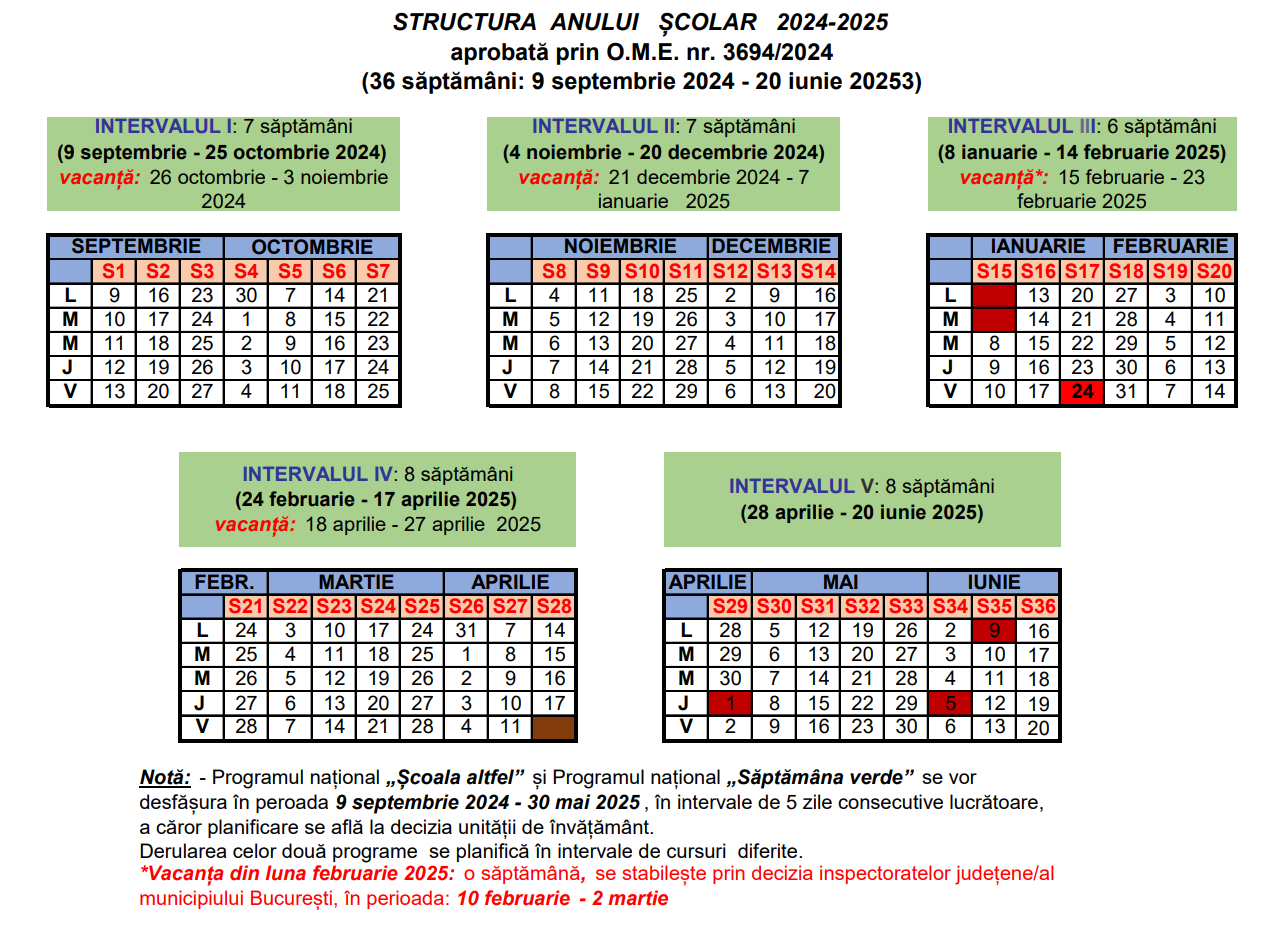 STRUCTURA ANULUI ȘCOLAR 2024-2025
aprobată prin O.M.E. nr. 3694/2024
(36 săptămâni: 9 septembrie 2024 - 20 iunie 20253)
INTERVALUL I: 7 săptămâni
(9 septembrie - 25 octombrie 2024)
vacanță: 26 octombrie - 3 noiembrie
2024
SEPTEMBRIE OCTOMBRIE
S1 S2 S3 S4 S5 S6 S7
L 9 16 23 30 7 14 21
M 10 17 24 1 8 15 22
M 11 18 25 2 9 16 23
J 12 19 26 3 10 17 24
V 13 20 27 4 11 18 25
INTERVALUL II: 7 săptămâni
(4 noiembrie - 20 decembrie 2024)
vacanță: 21 decembrie 2024 - 7
ianuarie 2025
NOIEMBRIE DECEMBRIE
S8 S9 S10 S11 S12 S13 S14
L 4 11 18 25 2 9 16
M 5 12 19 26 3 10 17
M 6 13 20 27 4 11 18
J 7 14 21 28 5 12 19
V 8 15 22 29 6 13 20
INTERVALUL III: 6 săptămâni
(8 ianuarie - 14 februarie 2025)
vacanță*: 15 februarie - 23
februarie 2025
IANUARIE FEBRUARIE
S15 S16 S17 S18 S19 S20
L 13 20 27 3 10
M 14 21 28 4 11
M 8 15 22 29 5 12
J 9 16 23 30 6 13
V 10 17 24 31 7 14
INTERVALUL IV: 8 săptămâni
(24 februarie - 17 aprilie 2025)
vacanță: 18 aprilie - 27 aprilie 2025
FEBR. MARTIE APRILIE
S21 S22 S23 S24 S25 S26 S27 S28
L 24 3 10 17 24 31 7 14
M 25 4 11 18 25 1 8 15
M 26 5 12 19 26 2 9 16
J 27 6 13 20 27 3 10 17
V 28 7 14 21 28 4 11
INTERVALUL V: 8 săptămâni
(28 aprilie - 20 iunie 2025)
APRILIE MAI IUNIE
S29 S30 S31 S32 S33 S34 S35 S36
L 28 5 12 19 26 2 9 16
M 29 6 13 20 27 3 10 17
M 30 7 14 21 28 4 11 18
J 1 8 15 22 29 5 12 19
V 2 9 16 23 30 6 13 20
Notă: - Programul național „Școala altfel” și Programul național „Săptămâna verde” se vor
desfășura în peroada 9 septembrie 2024 - 30 mai 2025 , în intervale de 5 zile consecutive lucrătoare,
a căror planificare se află la decizia unității de învățământ.
Derularea celor două programe se planifică în intervale de cursuri diferite.
*Vacanța din luna februarie 2025: o săptămână, se stabilește prin decizia inspectoratelor județene/al
municipiului București, în perioada: 10 februarie - 2 martie